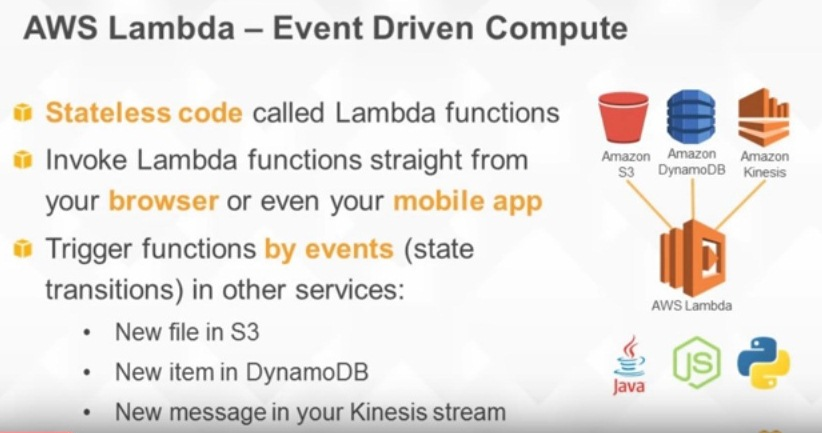 AWS Lambda – Event Driven Compute
Stateless code called Lambda functions
Invoke Lambda functions straight from
your browser or even your mobile app
Trigger functions by events (state
transitions) in other services:
• New file in S3
• New item in DynamoDB
• New message in your Kinesis stream
Amazon
S3
Amazon
DynamoDB
Amazon
Kinesis
AWS Lambda
Java
JS